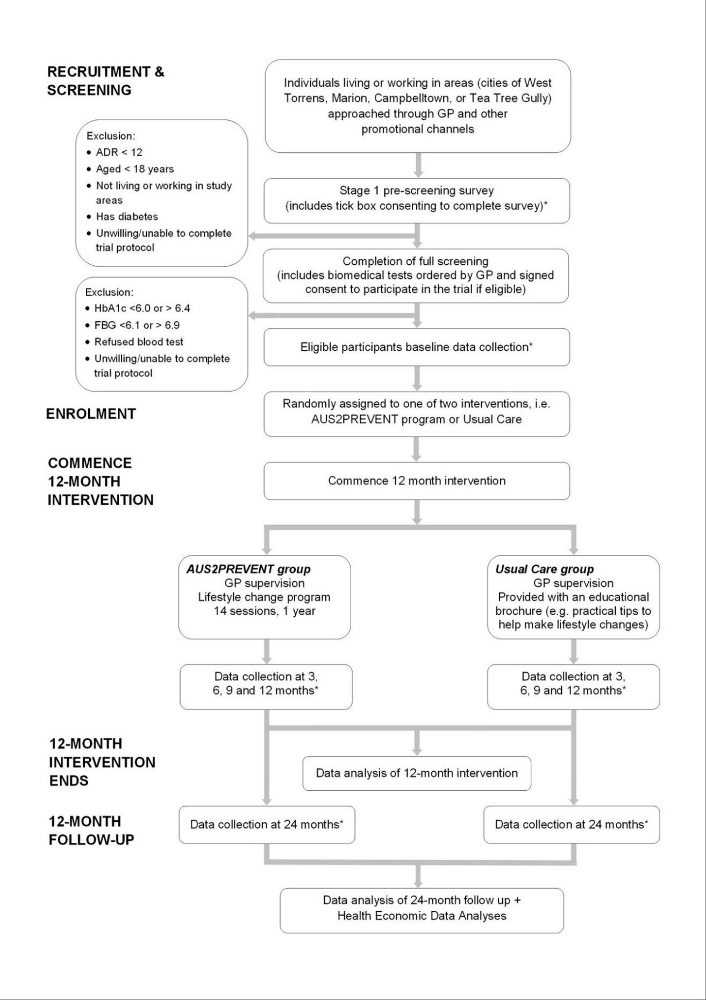 RECRUITMENT &
SCREENING
Individuals living or working in areas (cities of West
Torrens, Marion, Campbelltown, or Tea Tree Gully)
approached through GP and other
promotional channels
Exclusion:
• ADR < 12
• Aged < 18 years
• Not living or working in study
areas
• Has diabetes
• Unwilling/unable to complete
trial protocol
Stage 1 pre-screening survey
(includes tick box consenting to complete survey)*
Completion of full screening
(includes biomedical tests ordered by GP and signed
consent to participate in the trial if eligible)
Exclusion:
• HbA1c <6.0 or > 6.4
• FBG <6.1 or > 6.9
• Refused blood test
• Unwilling/unable to complete
trial protocol
Eligible participants baseline data collection*
ENROLMENT
Randomly assigned to one of two interventions, i.e.
AUS2PREVENT program or Usual Care
COMMENCE
12-MONTH
INTERVENTION
Commence 12 month intervention
AUS2PREVENT group
GP supervision
Lifestyle change program
14 sessions, 1 year
Usual Care group
GP supervision
Provided with an educational
brochure (e.g. practical tips to
help make lifestyle changes)
Data collection at 3,
6, 9 and 12 months*
Data collection at 3,
6, 9 and 12 months*
12-MONTH
INTERVENTION
ENDS
Data analysis of 12-month intervention
12-MONTH
FOLLOW-UP
Data collection at 24 months*
Data collection at 24 months*
Data analysis of 24-month follow up +
Health Economic Data Analyses